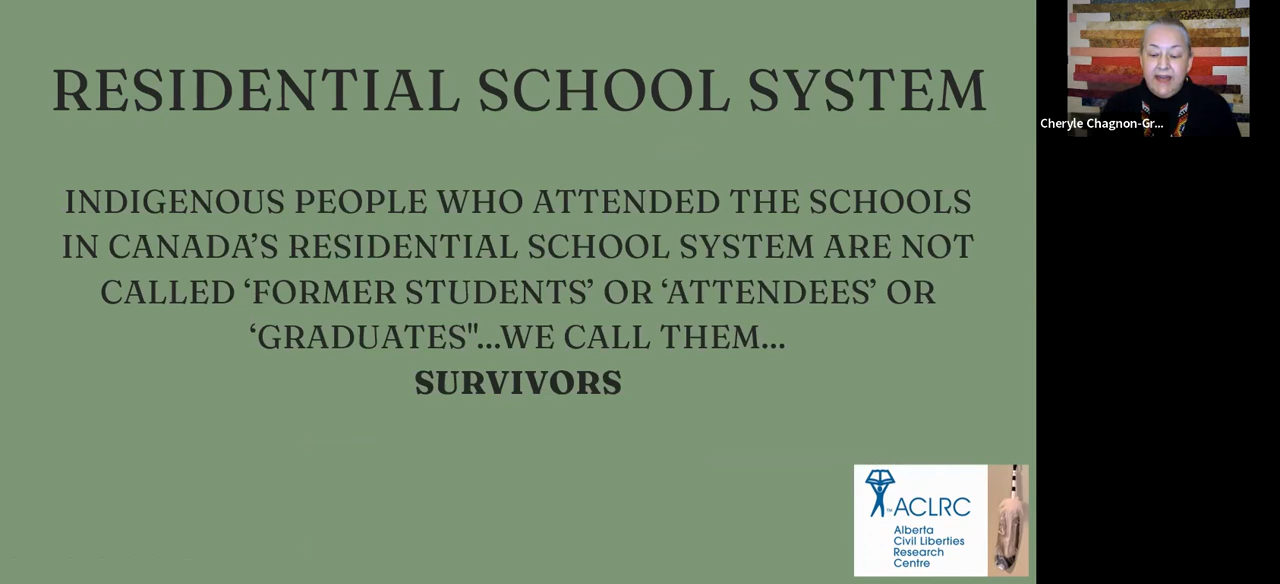 RESIDENTIAL SCHOOL SYSTEM
INDIGENOUS PEOPLE WHO ATTENDED THE SCHOOLS
IN CANADA’S RESIDENTIAL SCHOOL SYSTEM ARE NOT
CALLED ‘FORMER STUDENTS’ OR ‘ATTENDEES’ OR
‘GRADUATES"...WE CALL THEM...
SURVIVORS
Cheryle Chagnon-Gr...
™ACLRC
Alberta
Civil Liberties
Research
Centre